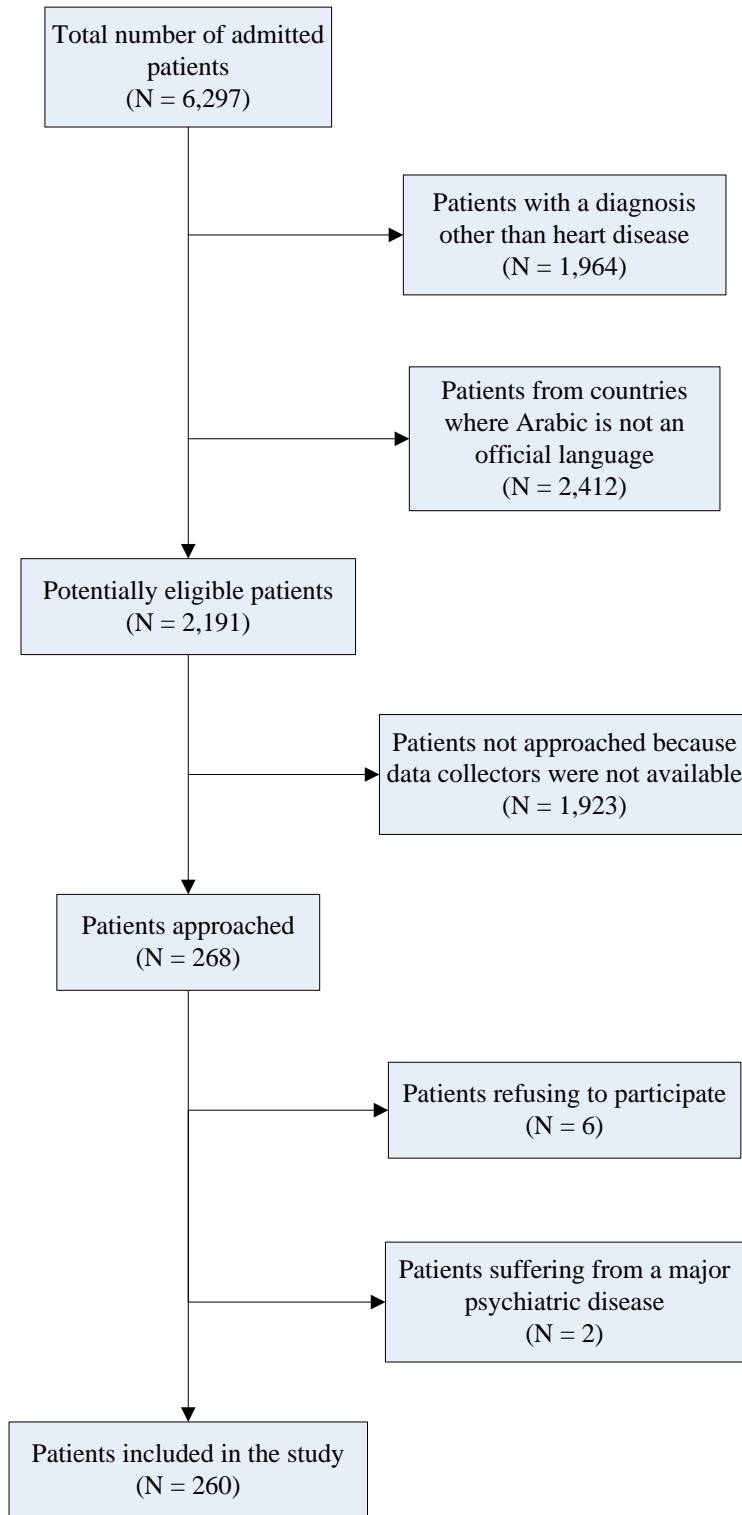 Total number of admitted
patients
(N = 6,297)
Patients with a diagnosis
other than heart disease
(N = 1,964)
Patients from countries
where Arabic is not an
official language
(N = 2,412)
Potentially eligible patients
(N = 2,191)
Patients not approached because
data collectors were not available
(N = 1,923)
Patients approached
(N = 268)
Patients refusing to participate
(N = 6)
Patients suffering from a major
psychiatric disease
(N = 2)
Patients included in the study
(N = 260)